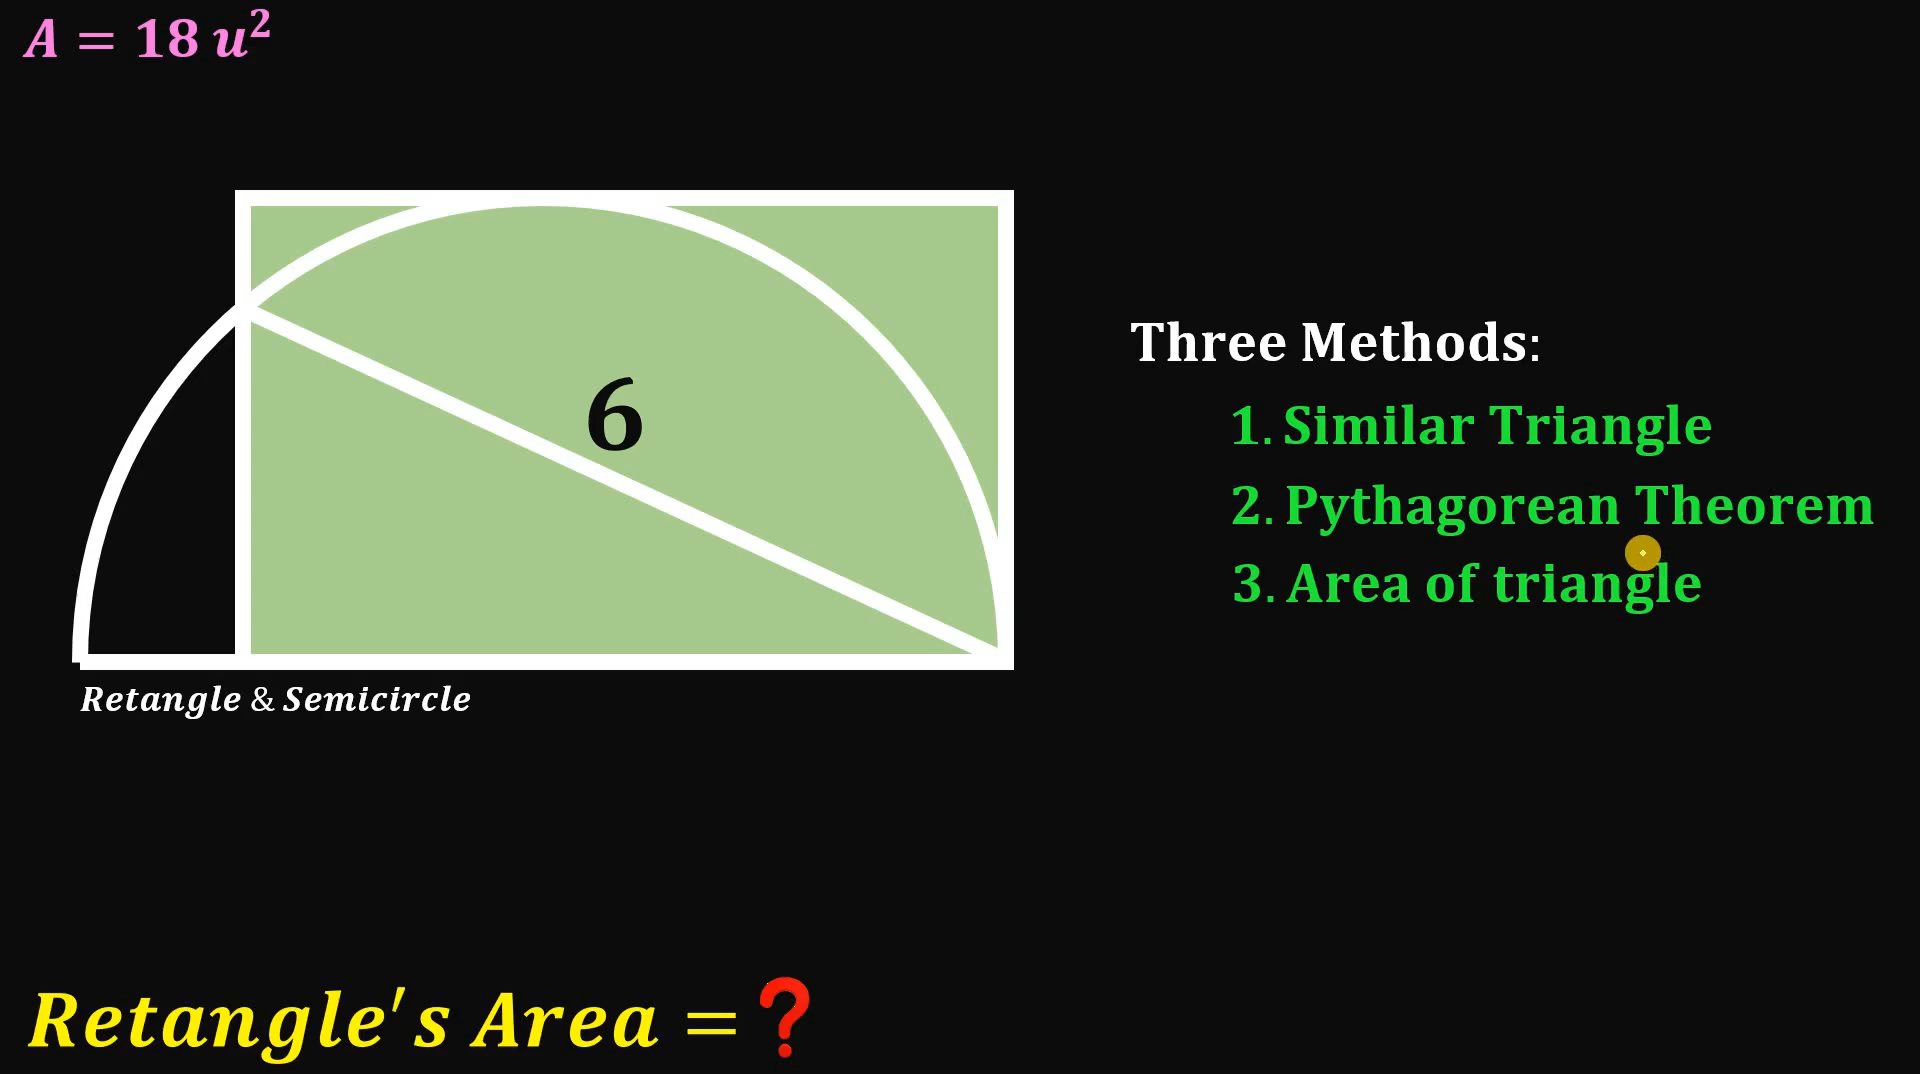 A = 18 u²
6
Three Methods:
1. Similar Triangle
2. Pythagorean Theorem
3. Area of triangle
Retangle & Semicircle
Retangle's Area = ?